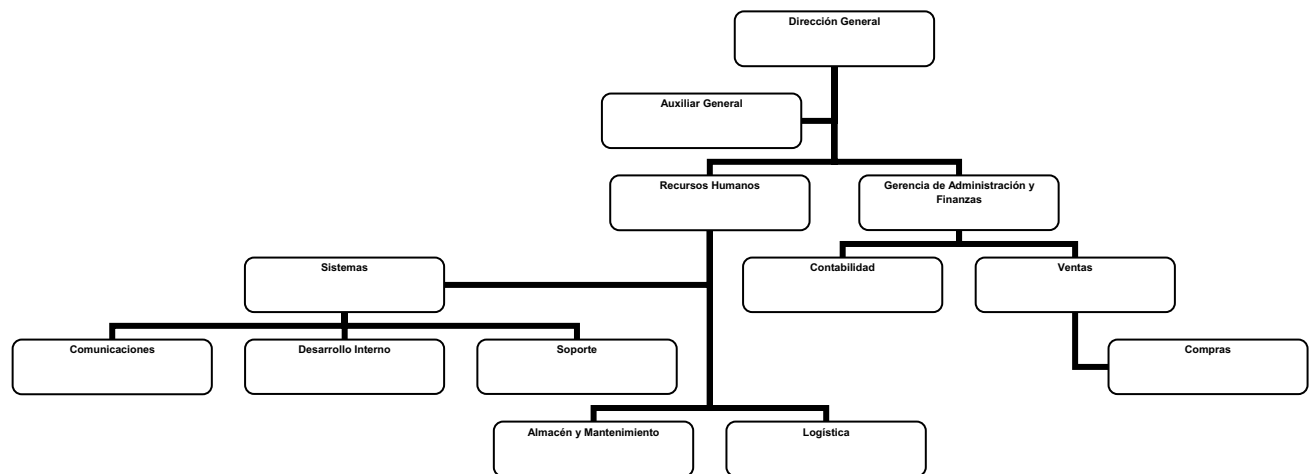 Dirección General
Auxiliar General
Recursos Humanos
Gerencia de Administración y
Finanzas
Sistemas
Contabilidad
Ventas
Comunicaciones
Desarrollo Interno
Soporte
Compras
Almacén y Mantenimiento
Logística